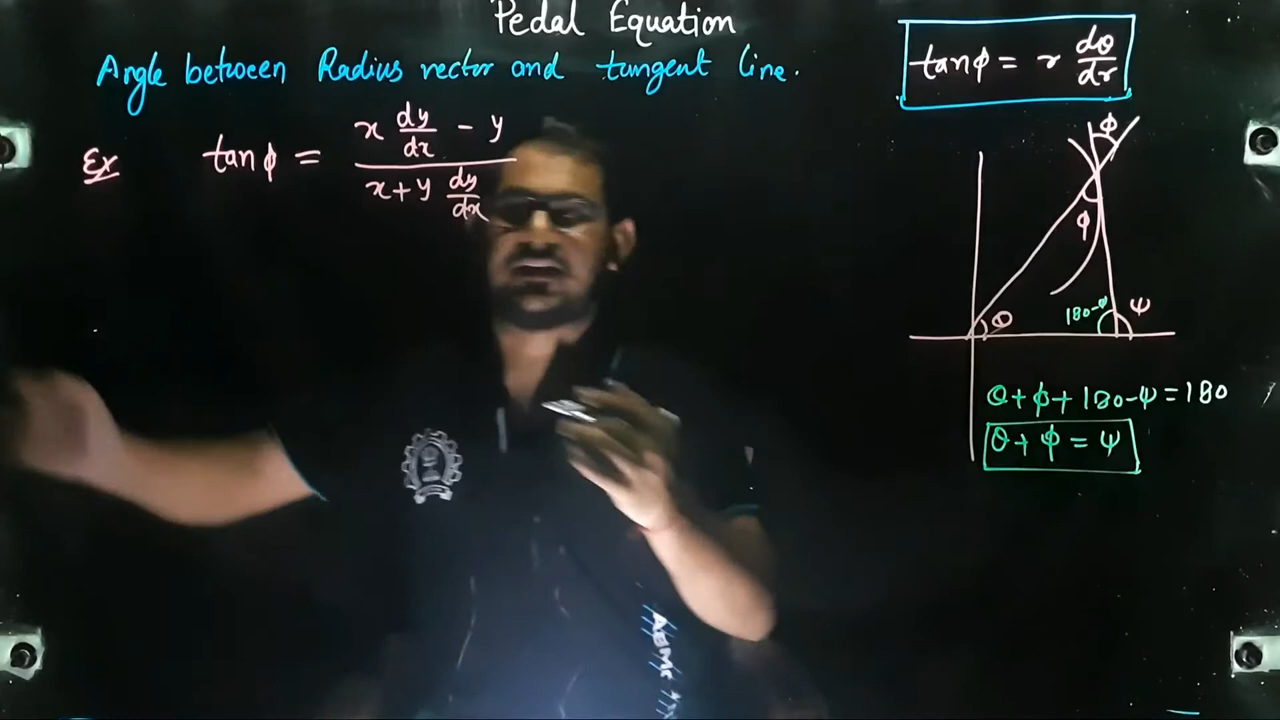 Pedal Equation
Angle between Radius vector and tangent line.
tanϕ = r dθ/dr
Ex tanϕ = (x dy/dx - y)/(x + y dy/dx)
ϕ
ϕ
θ
180-ψ
ψ
θ + ϕ + 180 - ψ = 180
θ + ϕ = ψ